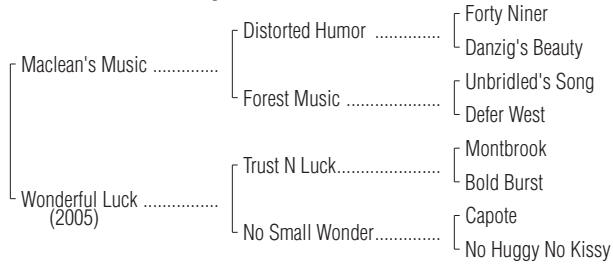 Forty Niner
Distorted Humor ..............
Danzig's Beauty
Maclean's Music ..............
Unbridled's Song
Forest Music ....................
Defer West
Montbrook
Trust N Luck......................
Bold Burst
Wonderful Luck ................
(2005)
Capote
No Small Wonder..............
No Huggy No Kissy